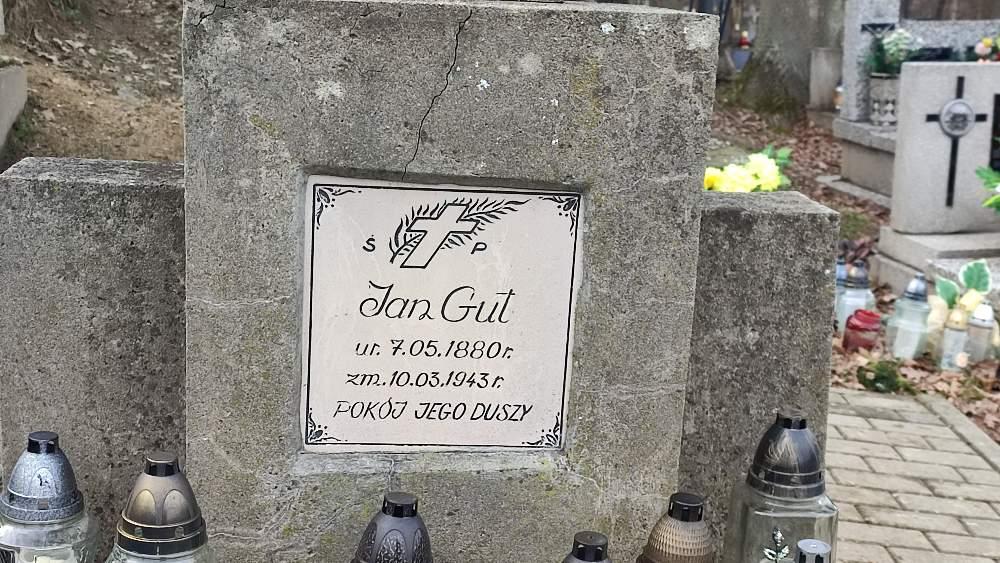 Ś P
Jan Gut
ur. 7.05.1880r.
zm. 10.03.1943r.
POKÓJ JEGO DUSZY